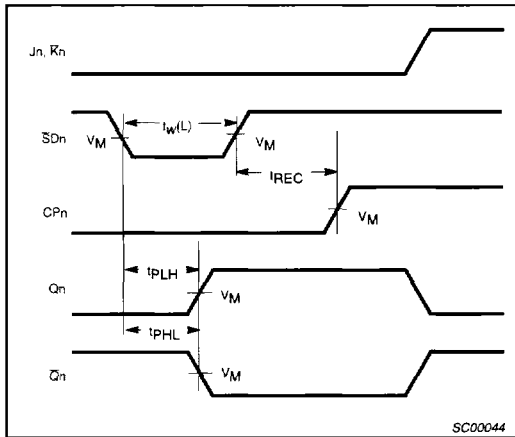 Jn, K̅n
S̅Dn
VM
tW(L)
VM
tREC
CPn
VM
tPLH
Qn
VM
tPHL
Q̅n
VM
SC00044